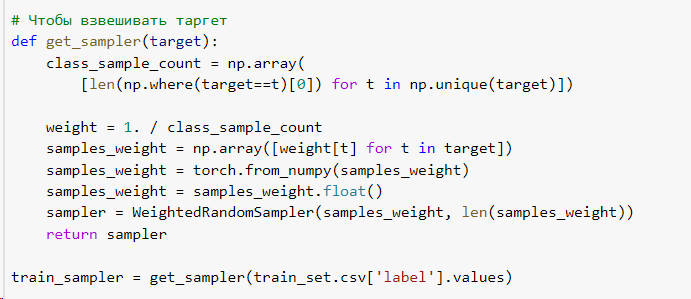 # Чтобы взвешивать таргет
def get_sampler(target):
    class_sample_count = np.array(
        [len(np.where(target==t)[0]) for t in np.unique(target)])

    weight = 1. / class_sample_count
    samples_weight = np.array([weight[t] for t in target])
    samples_weight = torch.from_numpy(samples_weight)
    samples_weight = samples_weight.float()
    sampler = WeightedRandomSampler(samples_weight, len(samples_weight))
    return sampler

train_sampler = get_sampler(train_set.csv['label'].values)